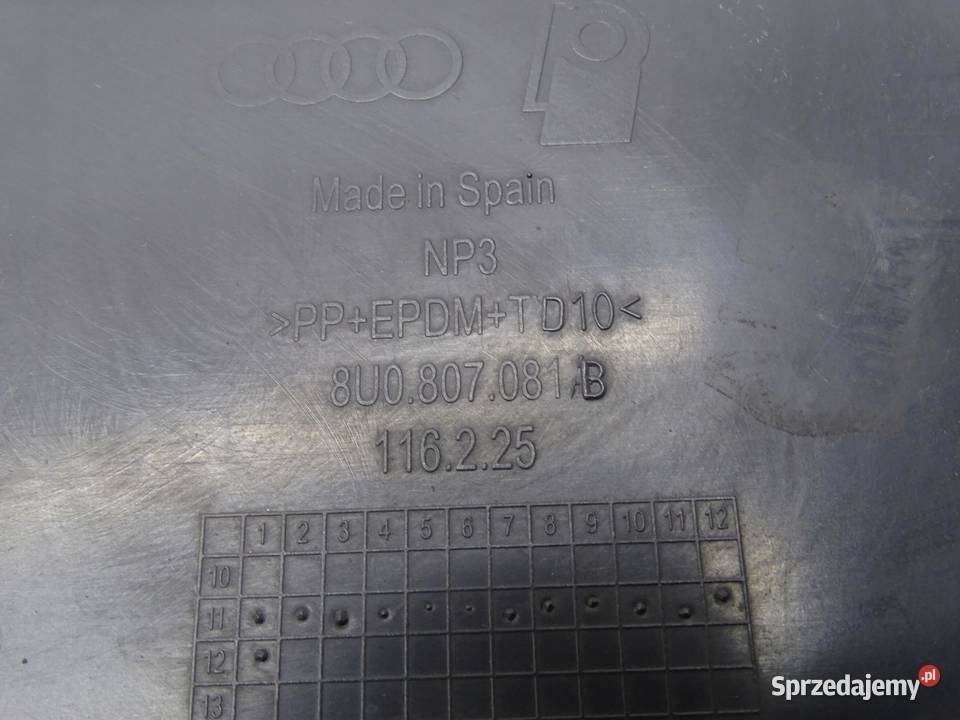 Made in Spain
NP3
>PP+EPDM+TD10<
8U0.807.081 B
116.2.25
1 2 3 4 5 6 7 8 9 10 11 12
10
11
12
13
Sprzedajemy.pl